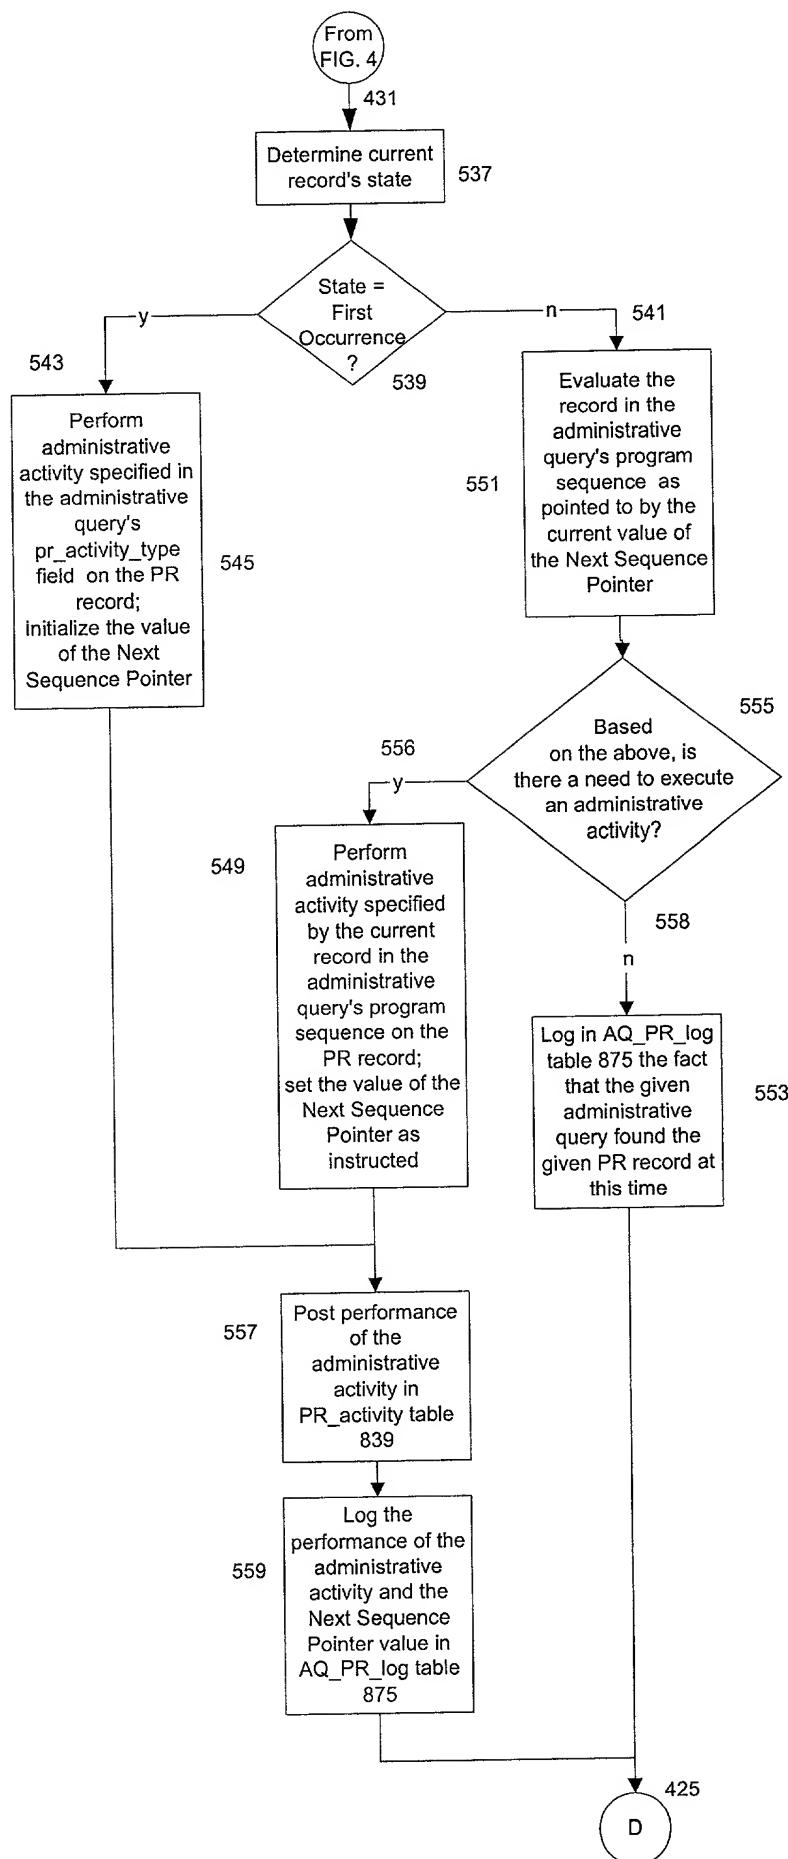 From
FIG. 4
431
Determine current
record's state
537
State =
First
Occurrence
?
539
y
n
541
543
Perform
administrative
activity specified in
the administrative
query's
pr_activity_type
field on the PR
record;
initialize the value
of the Next
Sequence Pointer
545
Evaluate the
record in the
administrative
query's program
sequence as
pointed to by the
current value of
the Next Sequence
Pointer
551
Based
on the above, is
there a need to execute
an administrative
activity?
555
556
y
549
Perform
administrative
activity specified
by the current
record in the
administrative
query's program
sequence on the
PR record;
set the value of the
Next Sequence
Pointer as
instructed
558
n
Log in AQ_PR_log
table 875 the fact
that the given
administrative
query found the
given PR record at
this time
553
557
Post performance
of the
administrative
activity in
PR_activity table
839
559
Log the
performance of the
administrative
activity and the
Next Sequence
Pointer value in
AQ_PR_log table
875
425
D